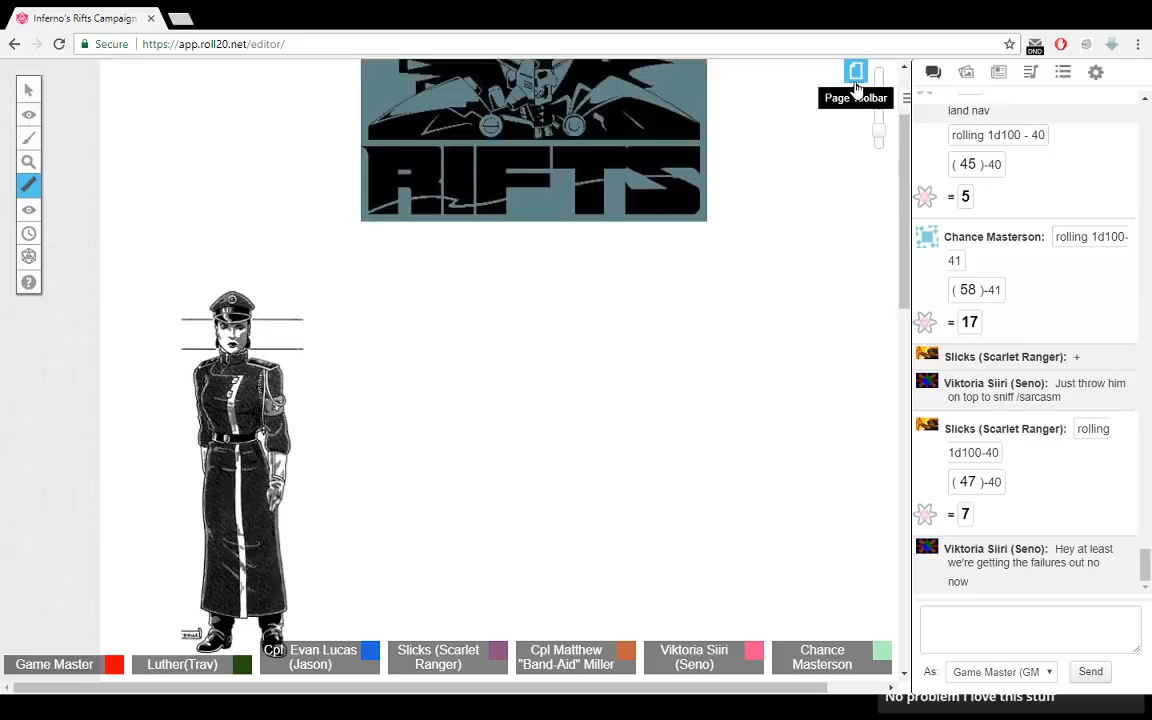 Inferno's Rifts Campaign
Secure
https://app.roll20.net/editor/
DND
Page Toolbar
RIFTS
land nav
rolling 1d100 - 40
( 45 )-40
= 5
Chance Masterson: rolling 1d100-
41
( 58 )-41
= 17
Slicks (Scarlet Ranger): +
Viktoria Siiri (Seno): Just throw him
on top to sniff /sarcasm
Slicks (Scarlet Ranger): rolling
1d100-40
( 47 )-40
= 7
Viktoria Siiri (Seno): Hey at least
we're getting the failures out no
now
As: Game Master (GM
Send
Game Master
Luther(Trav)
Cpl Evan Lucas
(Jason)
Slicks (Scarlet
Ranger)
Cpl Matthew
"Band-Aid" Miller
Viktoria Siiri
(Seno)
Chance
Masterson
No problem I love this stuff